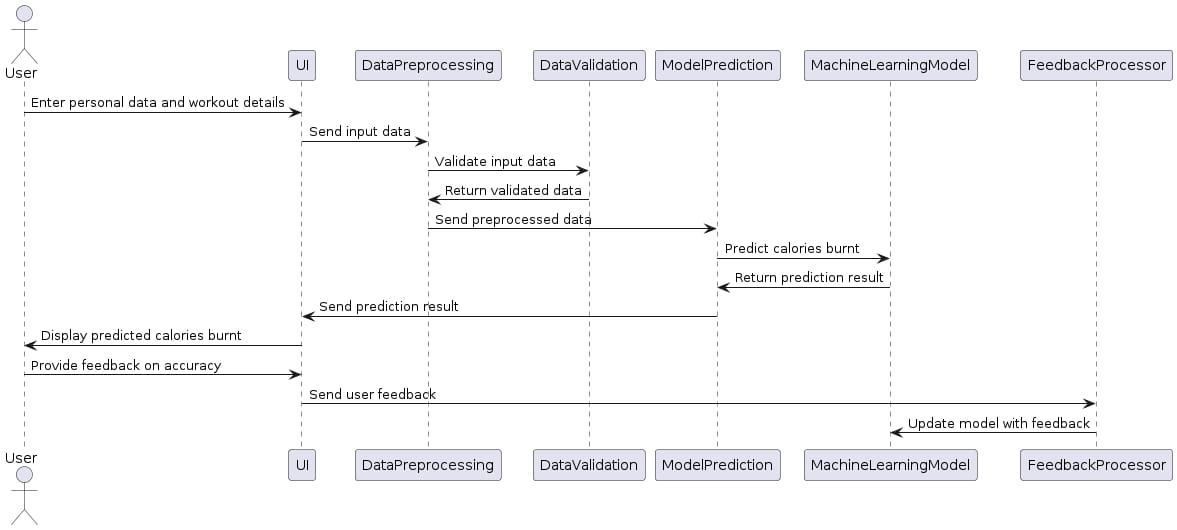 User
UI
DataPreprocessing
DataValidation
ModelPrediction
MachineLearningModel
FeedbackProcessor
Enter personal data and workout details
Send input data
Validate input data
Return validated data
Send preprocessed data
Predict calories burnt
Return prediction result
Send prediction result
Display predicted calories burnt
Provide feedback on accuracy
Send user feedback
Update model with feedback
User
UI
DataPreprocessing
DataValidation
ModelPrediction
MachineLearningModel
FeedbackProcessor